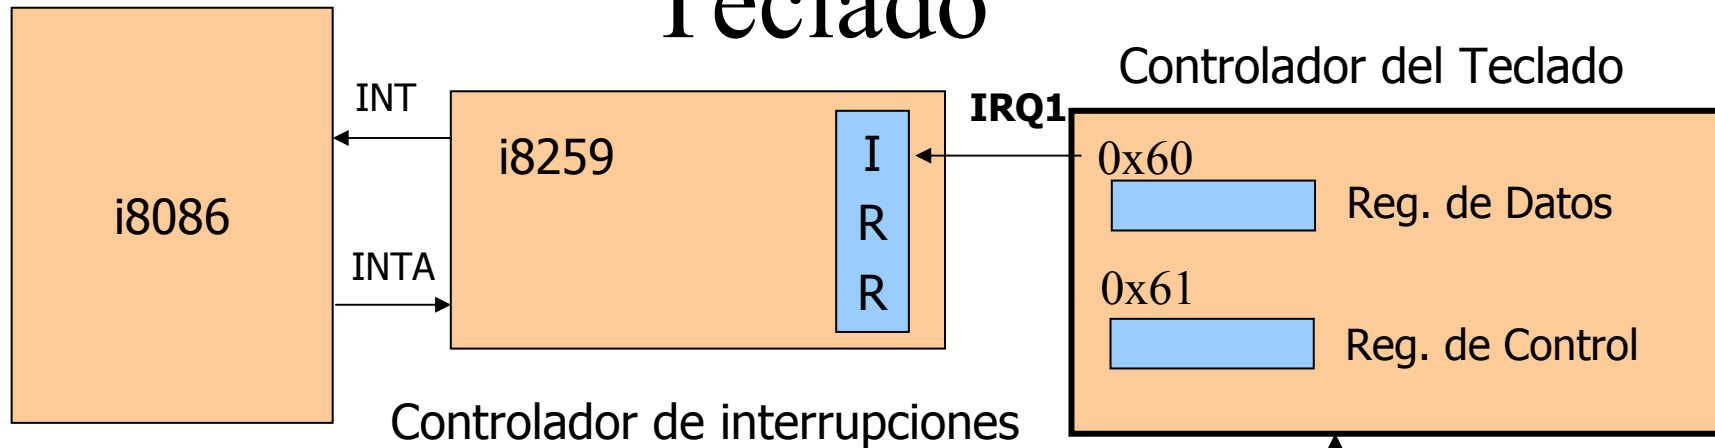 Teclado
Controlador del Teclado
INT
IRQ1
i8259
I
R
R
0x60
Reg. de Datos
i8086
INTA
0x61
Reg. de Control
Controlador de interrupciones